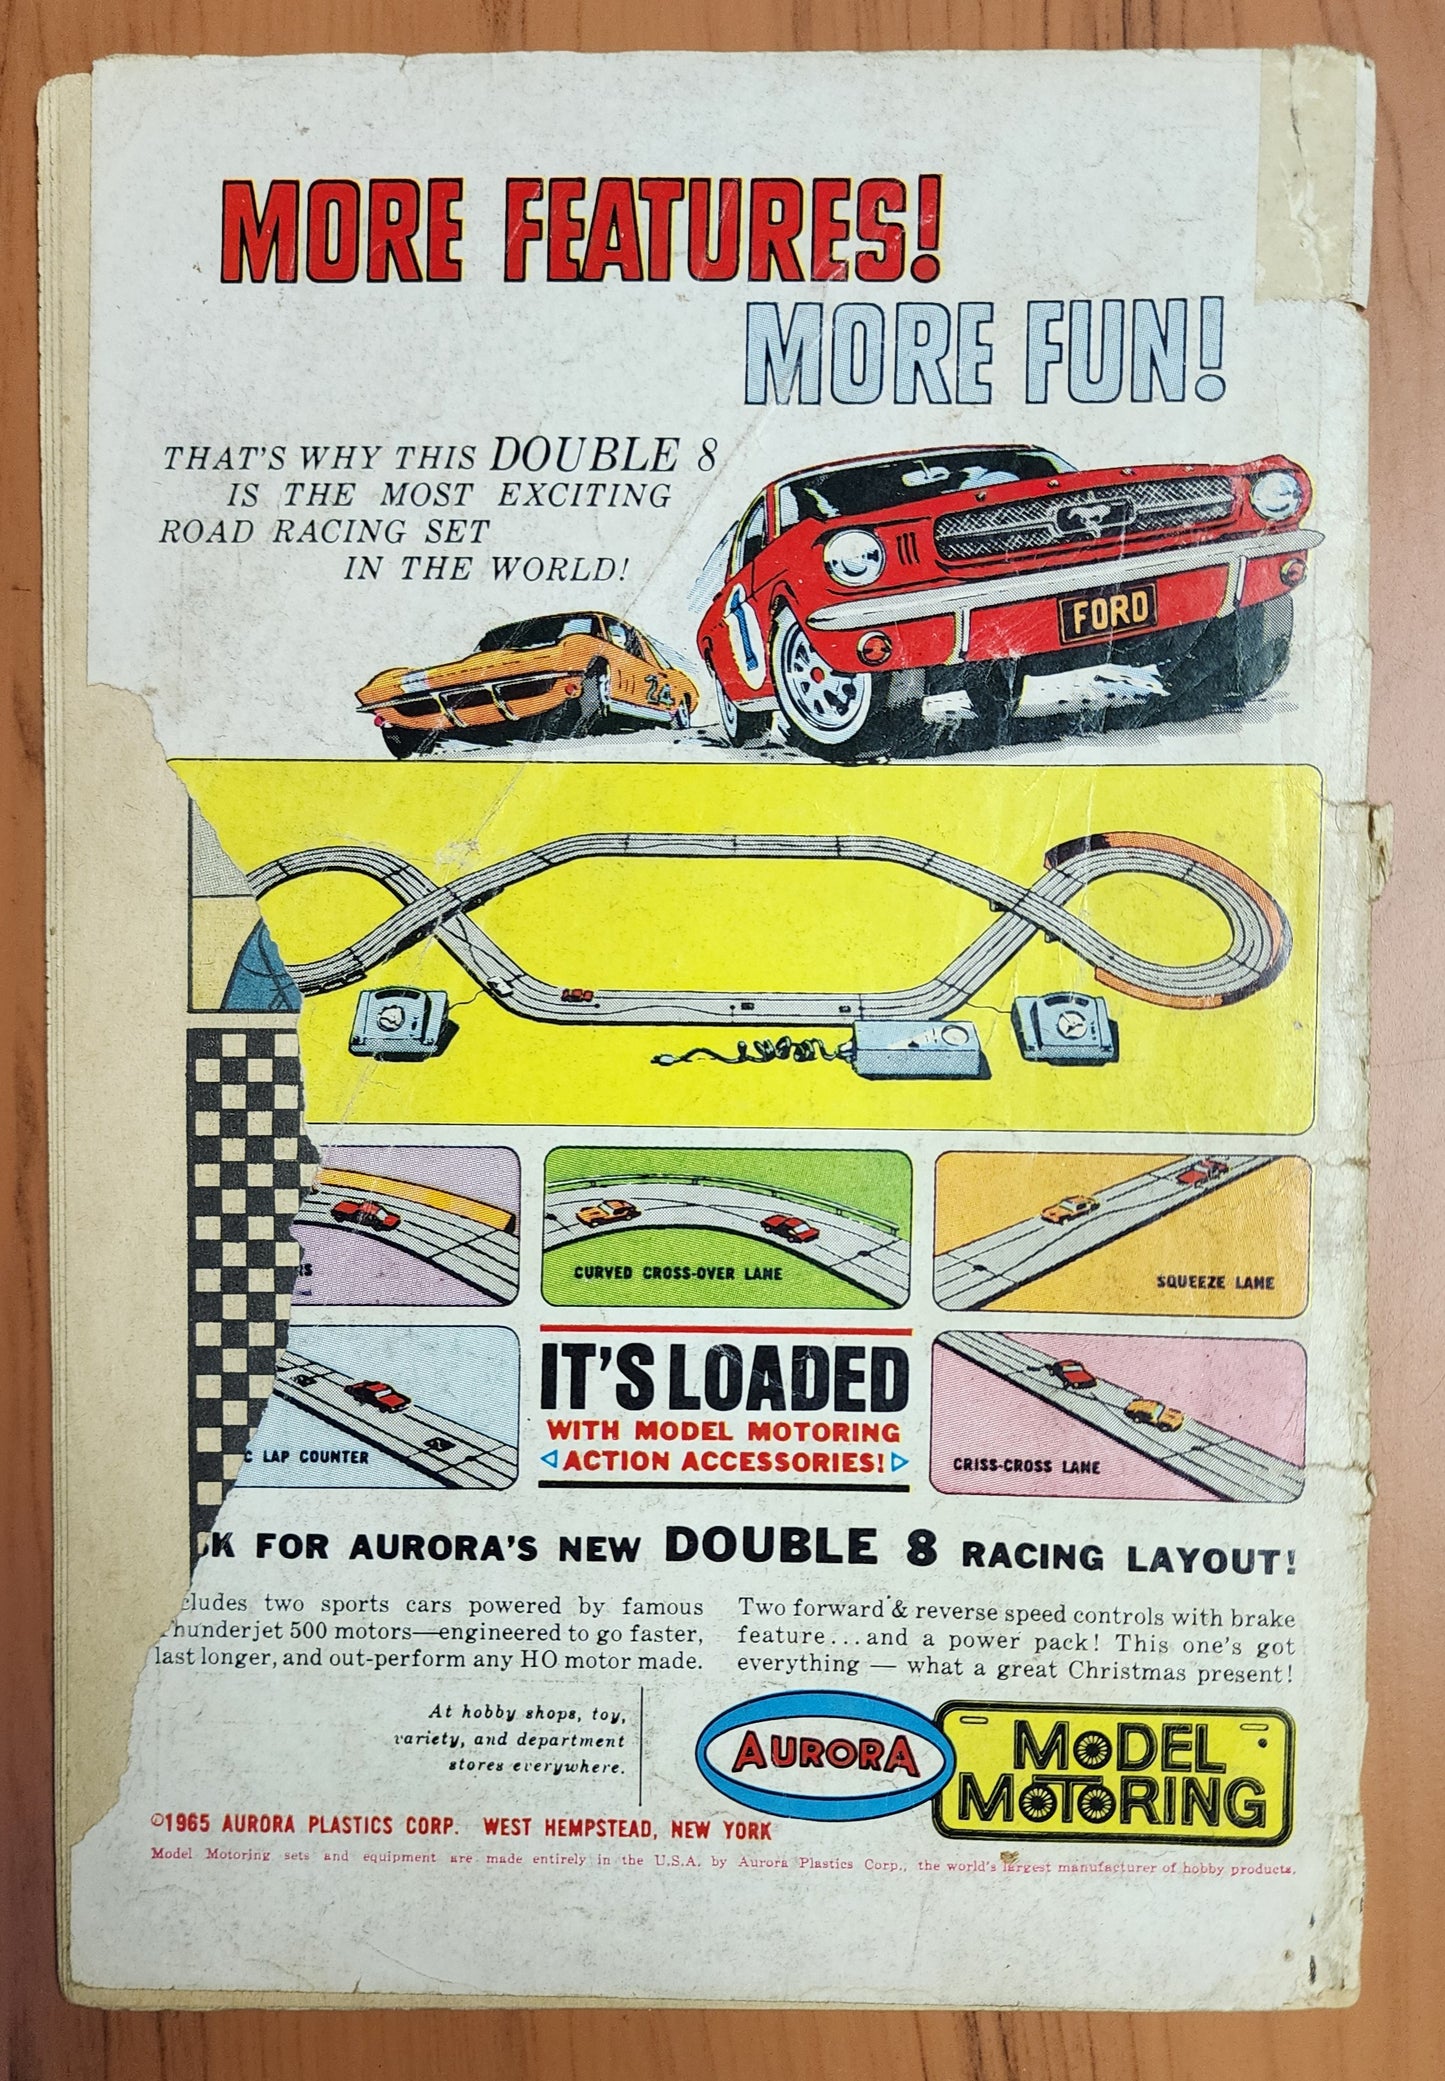 MORE FEATURES!
MORE FUN!
THAT'S WHY THIS DOUBLE 8
IS THE MOST EXCITING
ROAD RACING SET
IN THE WORLD!
1
24
FORD
RS
CURVED CROSS-OVER LANE
SQUEEZE LANE
C LAP COUNTER
IT'S LOADED
WITH MODEL MOTORING
ACTION ACCESSORIES!
CRISS-CROSS LANE
K FOR AURORA'S NEW DOUBLE 8 RACING LAYOUT!
cludes two sports cars powered by famous
Thunderjet 500 motors—engineered to go faster,
last longer, and out-perform any HO motor made.
Two forward & reverse speed controls with brake
feature...and a power pack! This one's got
everything — what a great Christmas present!
At hobby shops, toy,
variety, and department
stores everywhere.
AURORA
MODEL
MOTORING
©1965 AURORA PLASTICS CORP. WEST HEMPSTEAD, NEW YORK
Model Motoring sets and equipment are made entirely in the U.S.A. by Aurora Plastics Corp., the world's largest manufacturer of hobby products.